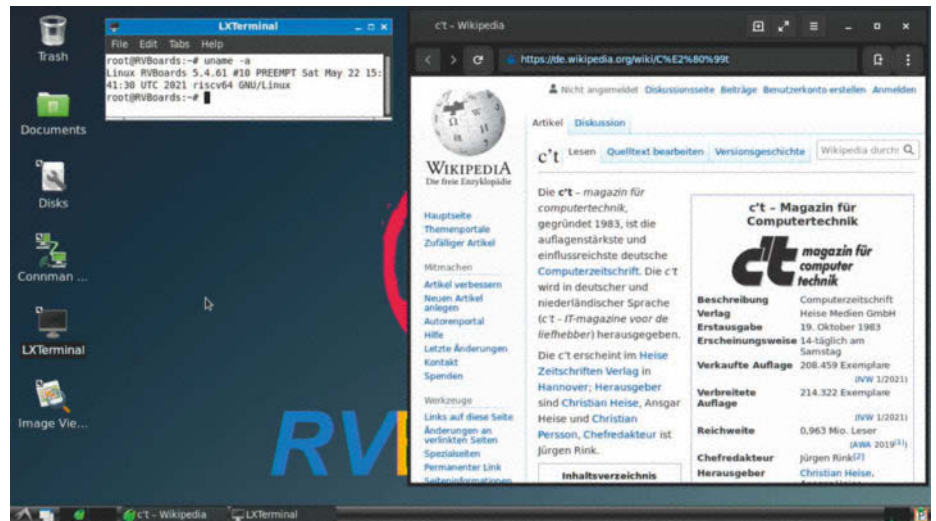 Trash
Documents
Disks
Connman ...
LXTerminal
Image Vie...
LXTerminal
File Edit Tabs Help
root@RVBoards:~# uname -a
Linux RVBoards 5.4.61 #10 PREEMPT Sat May 22 15:
41:30 UTC 2021 riscv64 GNU/Linux
root@RVBoards:~#
RV
c't – Wikipedia
https://de.wikipedia.org/wiki/C%E2%80%99t
Nicht angemeldet Diskussionsseite Beiträge Benutzerkonto erstellen Anmelden
WIKIPEDIA
Die freie Enzyklopädie
Hauptseite
Themenportale
Zufälliger Artikel
Mitmachen
Artikel verbessern
Neuen Artikel
anlegen
Autorenportal
Hilfe
Letzte Änderungen
Kontakt
Spenden
Werkzeuge
Links auf diese Seite
Änderungen an
verlinkten Seiten
Spezialseiten
Permanenter Link
Seiteninformationen
Artikel Diskussion
c't Lesen Quelltext bearbeiten Versionsgeschichte Wikipedia durch
Die c't – magazin für
computertechnik,
gegründet 1983, ist die
auflagenstärkste und
einflussreichste deutsche
Computerzeitschrift. Die c't
wird in deutscher und
niederländischer Sprache
(c't – IT-magazine voor de
liefhebber) herausgegeben.
Die c't erscheint im Heise
Zeitschriften Verlag in
Hannover; Herausgeber
sind Christian Heise, Ansgar
Heise und Christian
Persson, Chefredakteur ist
Jürgen Rink.
Inhaltsverzeichnis
c't – Magazin für
Computertechnik
c't magazin für
computer
technik
Beschreibung Computerzeitschrift
Verlag Heise Medien GmbH
Erstausgabe 19. Oktober 1983
Erscheinungsweise 14-täglich am
Samstag
Verkaufte Auflage 208.459 Exemplare
(IVW 1/2021)
Verbreitete 214.322 Exemplare
Auflage
(IVW 1/2021)
Reichweite 0,963 Mio. Leser
(AWA 2019[1])
Chefredakteur Jürgen Rink[2]
Herausgeber Christian Heise,
c't – Wikipedia
LXTerminal